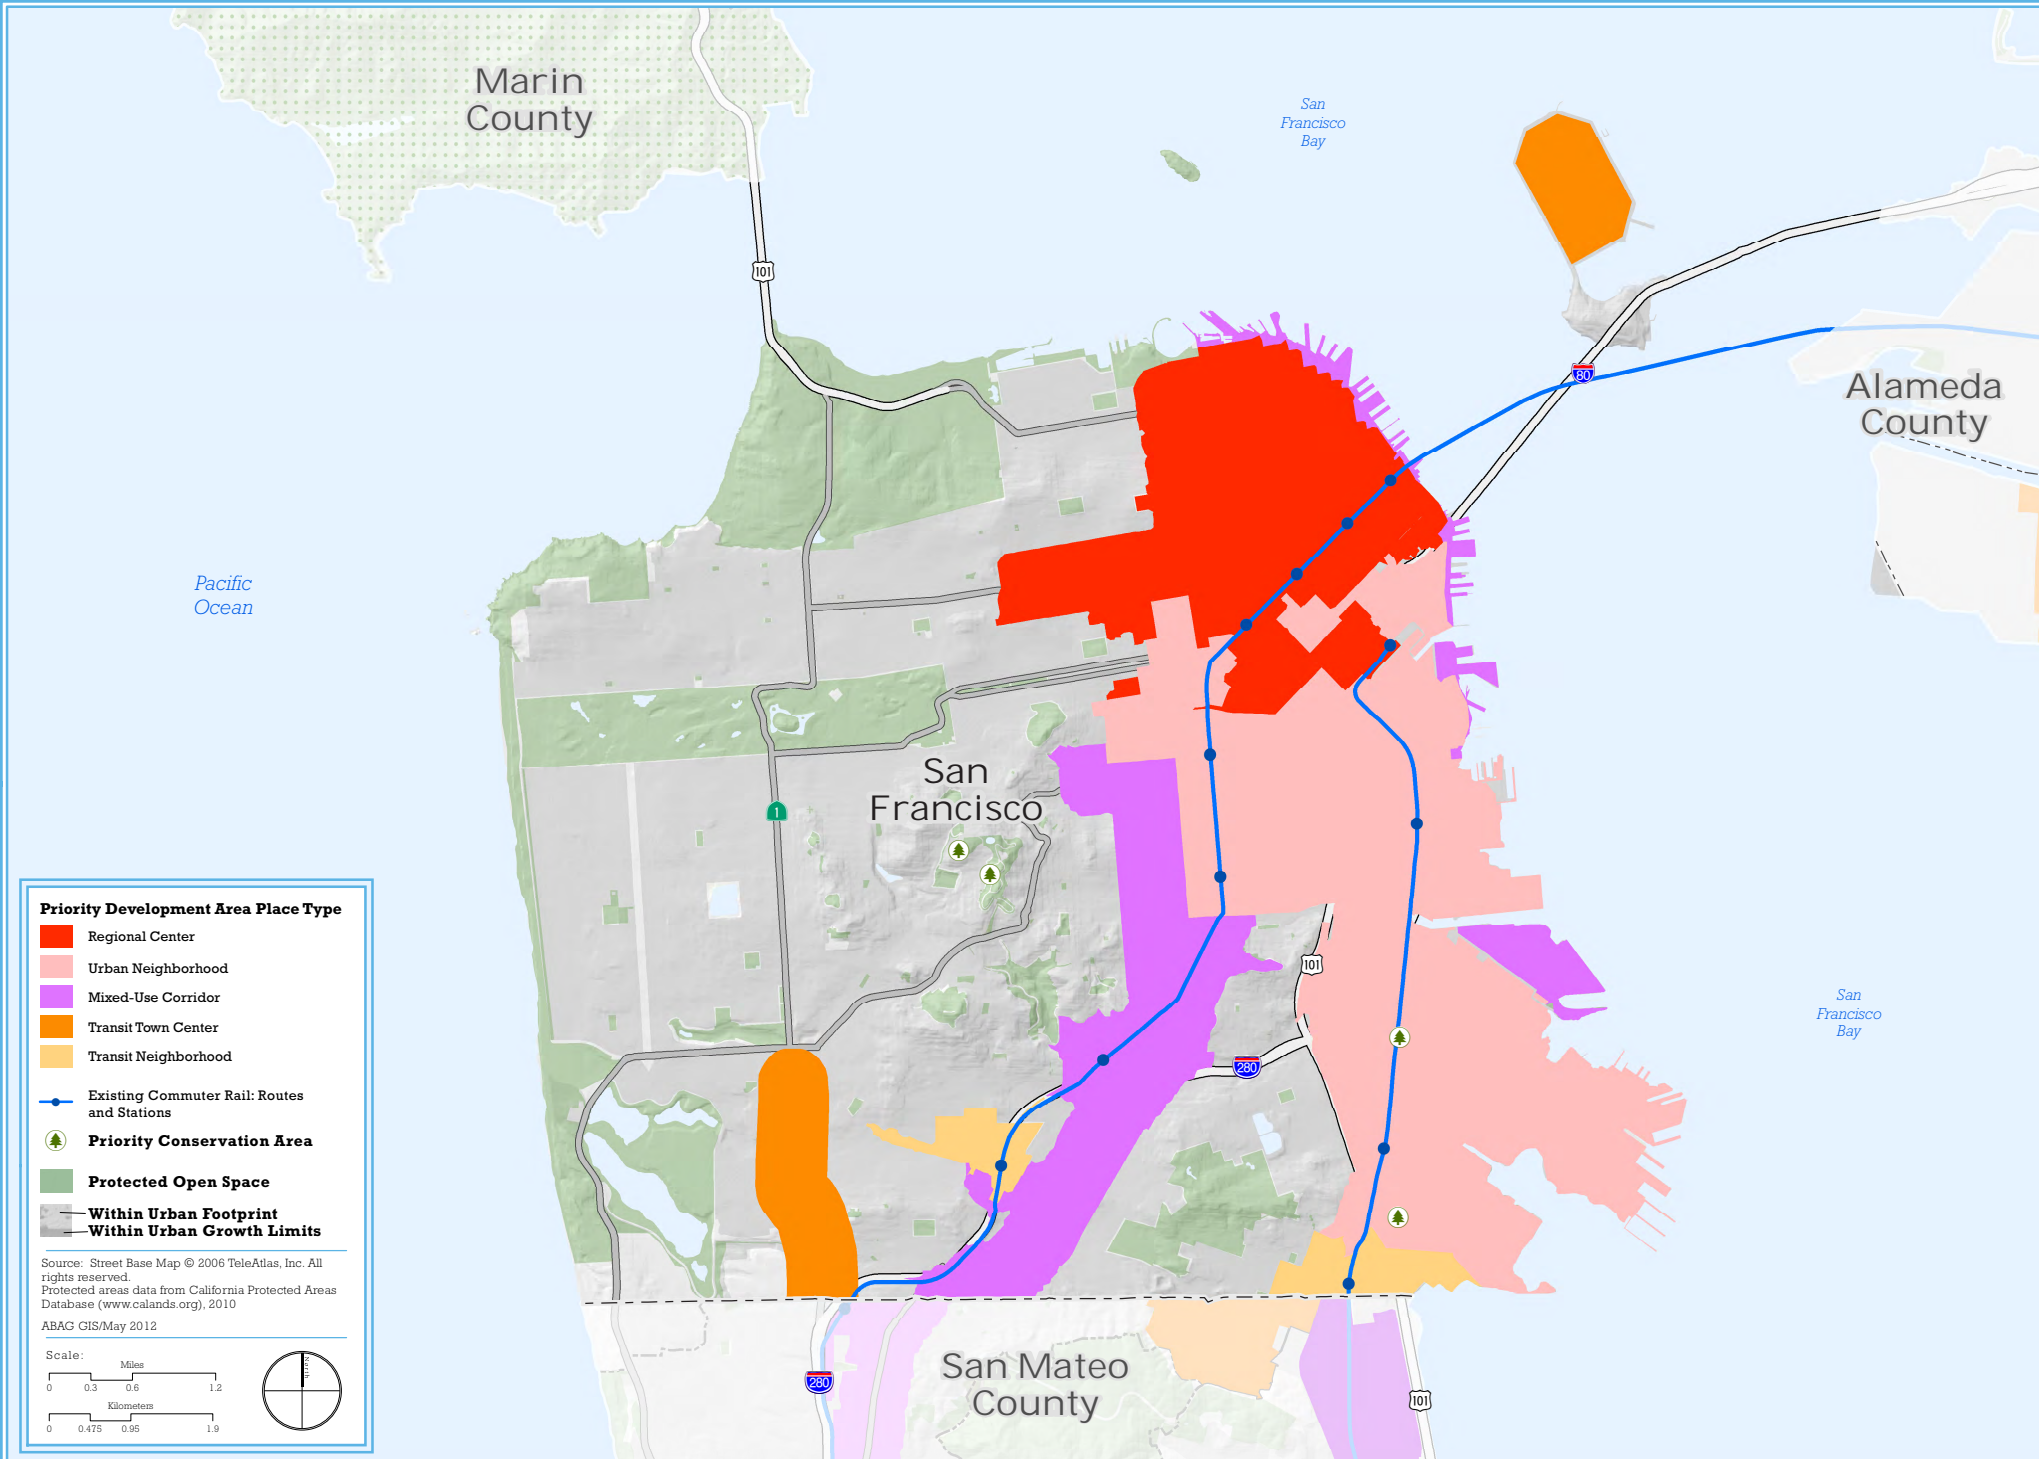 Marin
County
San
Francisco
Bay
101
80
Alameda
County
Pacific
Ocean
San
Francisco
1
101
San
Francisco
Bay
280
Priority Development Area Place Type
Regional Center
Urban Neighborhood
Mixed-Use Corridor
Transit Town Center
Transit Neighborhood
Existing Commuter Rail: Routes
and Stations
Priority Conservation Area
Protected Open Space
Within Urban Footprint
Within Urban Growth Limits
Source: Street Base Map © 2006 TeleAtlas, Inc. All
rights reserved.
Protected areas data from California Protected Areas
Database (www.calands.org), 2010
ABAG GIS/May 2012
Scale:
Miles
0 0.3 0.6 1.2
Kilometers
0 0.475 0.95 1.9
North
San Mateo
County
280
101